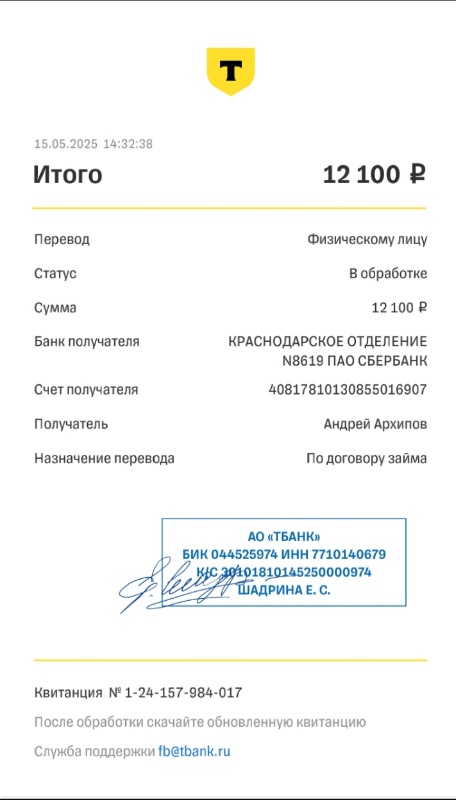 Т
15.05.2025 14:32:38
Итого 12 100 ₽
Перевод Физическому лицу
Статус В обработке
Сумма 12 100 ₽
Банк получателя КРАСНОДАРСКОЕ ОТДЕЛЕНИЕ
N8619 ПАО СБЕРБАНК
Счет получателя 40817810130855016907
Получатель Андрей Архипов
Назначение перевода По договору займа
АО «ТБАНК»
БИК 044525974 ИНН 7710140679
К/С 30101810145250000974
ШАДРИНА Е. С.
Квитанция № 1-24-157-984-017
После обработки скачайте обновленную квитанцию
Служба поддержки fb@tbank.ru